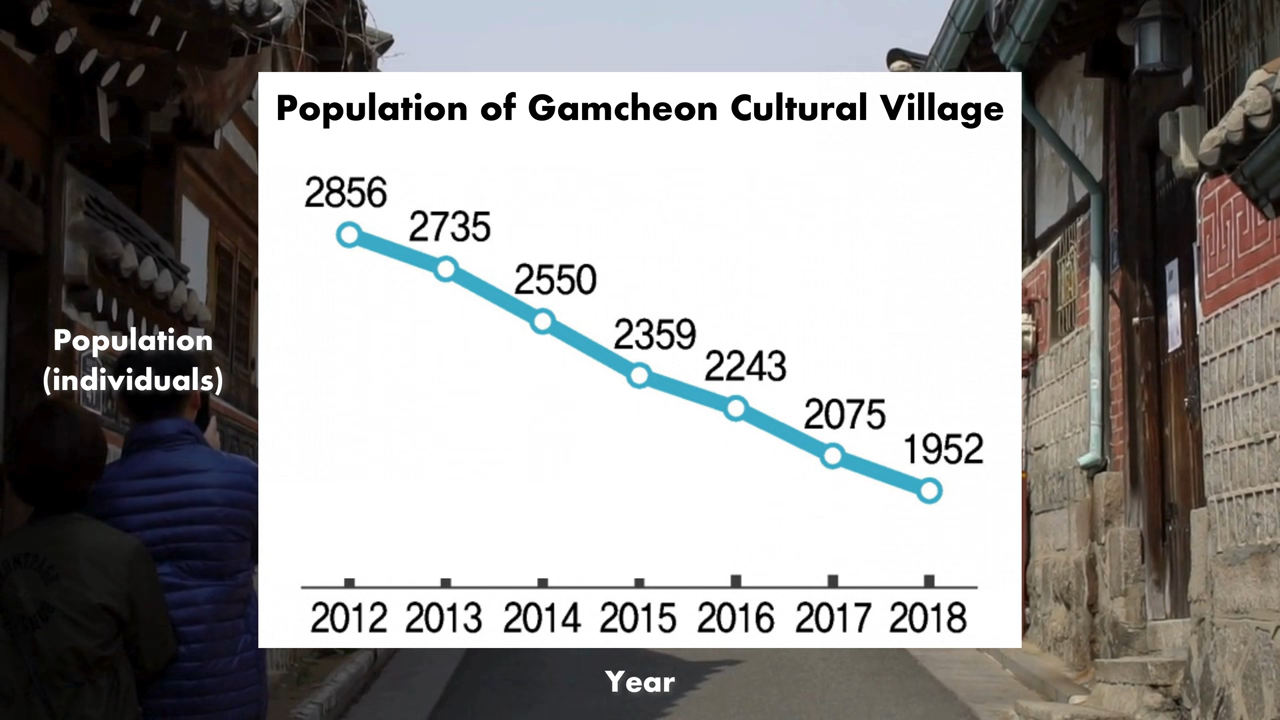 Population of Gamcheon Cultural Village
2856
2735
2550
2359
2243
2075
1952
Population
(individuals)
2012 2013 2014 2015 2016 2017 2018
Year